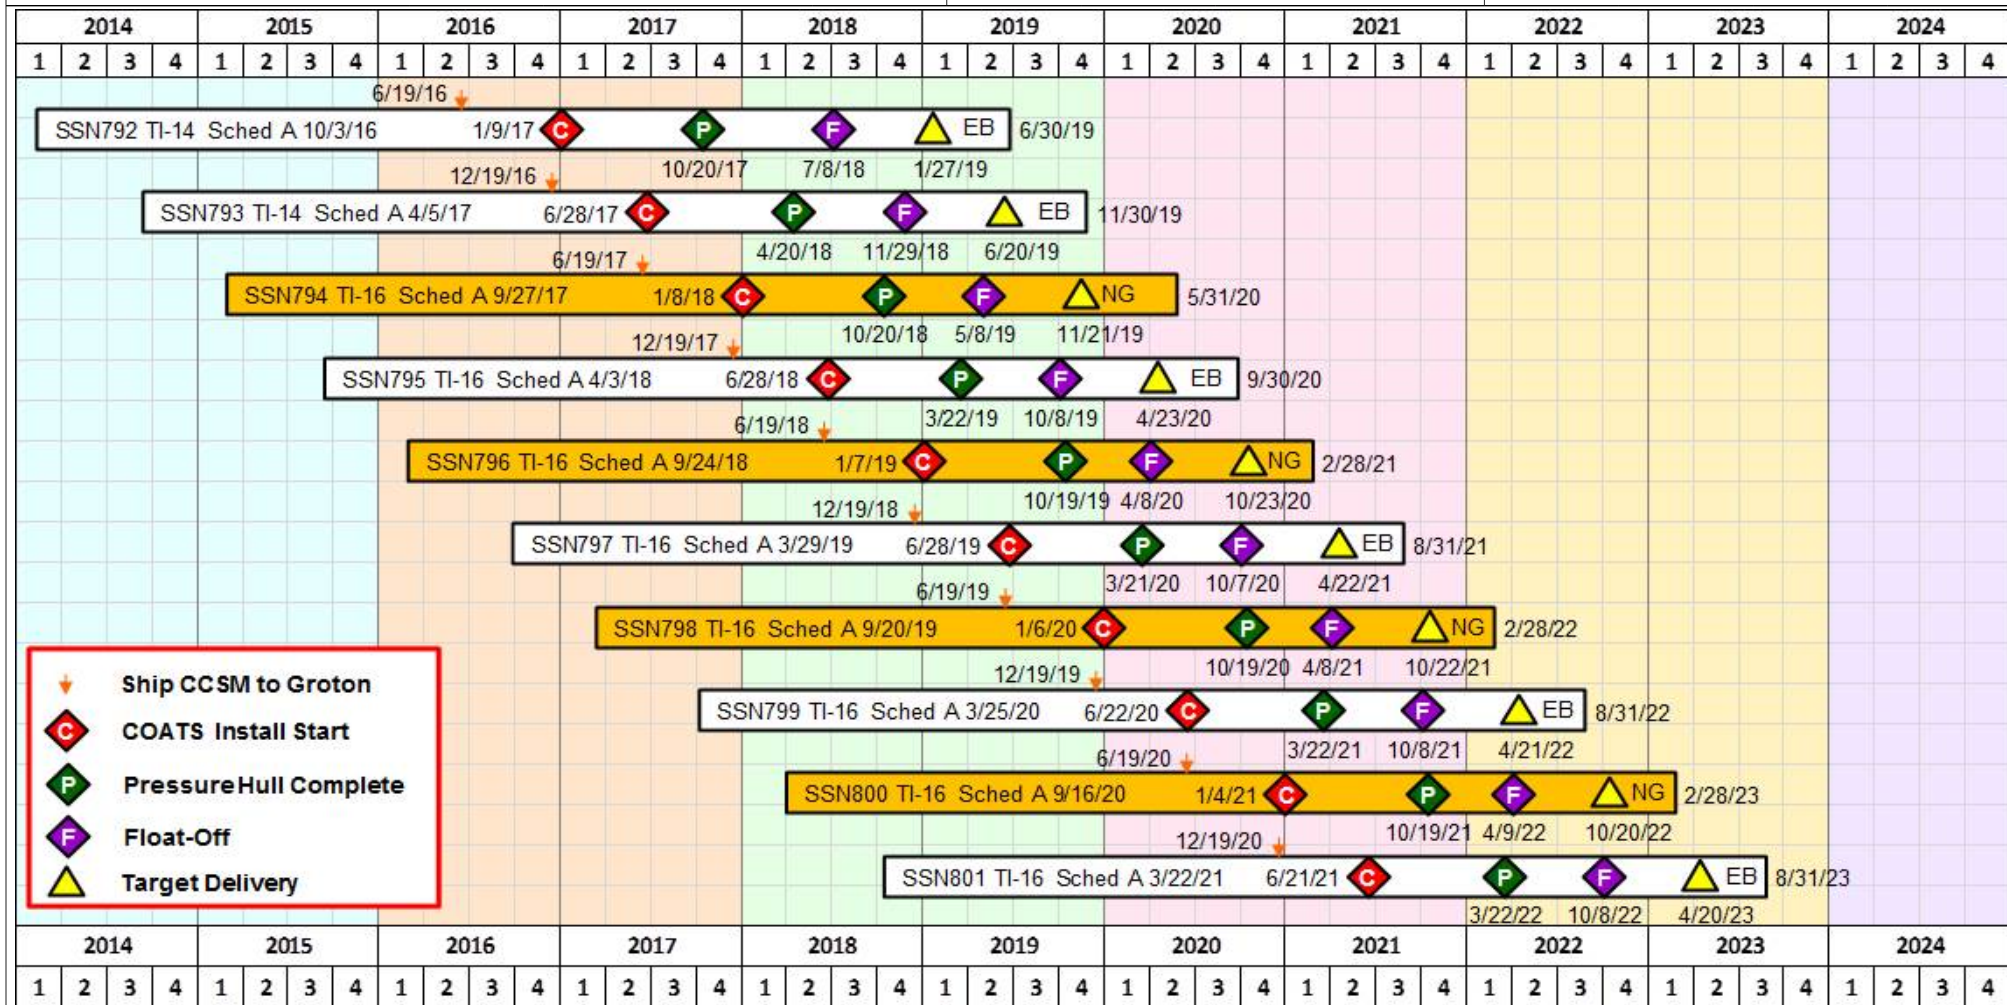 2014 2015 2016 2017 2018 2019 2020 2021 2022 2023 2024
1 2 3 4 1 2 3 4 1 2 3 4 1 2 3 4 1 2 3 4 1 2 3 4 1 2 3 4 1 2 3 4 1 2 3 4 1 2 3 4 1 2 3 4
6/19/16
SSN792 TI-14 Sched A 10/3/16 1/9/17 C P F EB 6/30/19
10/20/17 7/8/18 1/27/19
12/19/16
SSN793 TI-14 Sched A 4/5/17 6/28/17 C P F EB 11/30/19
4/20/18 11/29/18 6/20/19
6/19/17
SSN794 TI-16 Sched A 9/27/17 1/8/18 C P F NG 5/31/20
10/20/18 5/8/19 11/21/19
12/19/17
SSN795 TI-16 Sched A 4/3/18 6/28/18 C P F EB 9/30/20
3/22/19 10/8/19 4/23/20
6/19/18
SSN796 TI-16 Sched A 9/24/18 1/7/19 C P F NG 2/28/21
10/19/19 4/8/20 10/23/20
12/19/18
SSN797 TI-16 Sched A 3/29/19 6/28/19 C P F EB 8/31/21
3/21/20 10/7/20 4/22/21
6/19/19
SSN798 TI-16 Sched A 9/20/19 1/6/20 C P F NG 2/28/22
10/19/20 4/8/21 10/22/21
12/19/19
SSN799 TI-16 Sched A 3/25/20 6/22/20 C P F EB 8/31/22
3/22/21 10/8/21 4/21/22
6/19/20
SSN800 TI-16 Sched A 9/16/20 1/4/21 C P F NG 2/28/23
10/19/21 4/9/22 10/20/22
12/19/20
SSN801 TI-16 Sched A 3/22/21 6/21/21 C P F EB 8/31/23
3/22/22 10/8/22 4/20/23
Ship CCSM to Groton
C COATS Install Start
P Pressure Hull Complete
F Float-Off
Target Delivery
2014 2015 2016 2017 2018 2019 2020 2021 2022 2023 2024
1 2 3 4 1 2 3 4 1 2 3 4 1 2 3 4 1 2 3 4 1 2 3 4 1 2 3 4 1 2 3 4 1 2 3 4 1 2 3 4 1 2 3 4